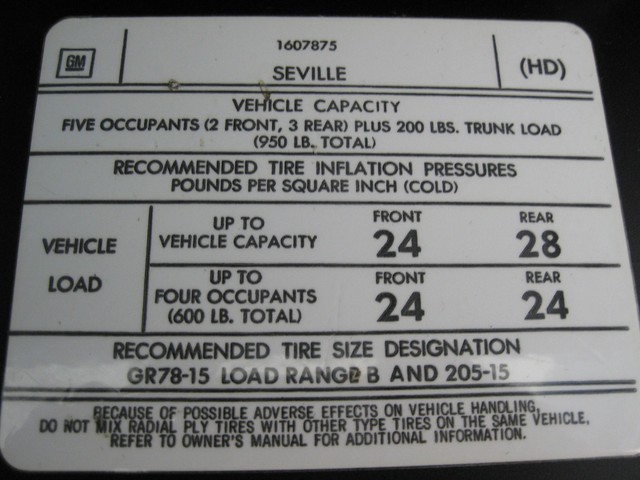 GM
1607875
SEVILLE
(HD)
VEHICLE CAPACITY
FIVE OCCUPANTS (2 FRONT, 3 REAR) PLUS 200 LBS. TRUNK LOAD
(950 LB. TOTAL)
RECOMMENDED TIRE INFLATION PRESSURES
POUNDS PER SQUARE INCH (COLD)
VEHICLE
LOAD
UP TO
VEHICLE CAPACITY
FRONT
24
REAR
28
UP TO
FOUR OCCUPANTS
(600 LB. TOTAL)
FRONT
24
REAR
24
RECOMMENDED TIRE SIZE DESIGNATION
GR78-15 LOAD RANGE B AND 205-15
BECAUSE OF POSSIBLE ADVERSE EFFECTS ON VEHICLE HANDLING,
DO NOT MIX RADIAL PLY TIRES WITH OTHER TYPE TIRES ON THE SAME VEHICLE.
REFER TO OWNER'S MANUAL FOR ADDITIONAL INFORMATION.